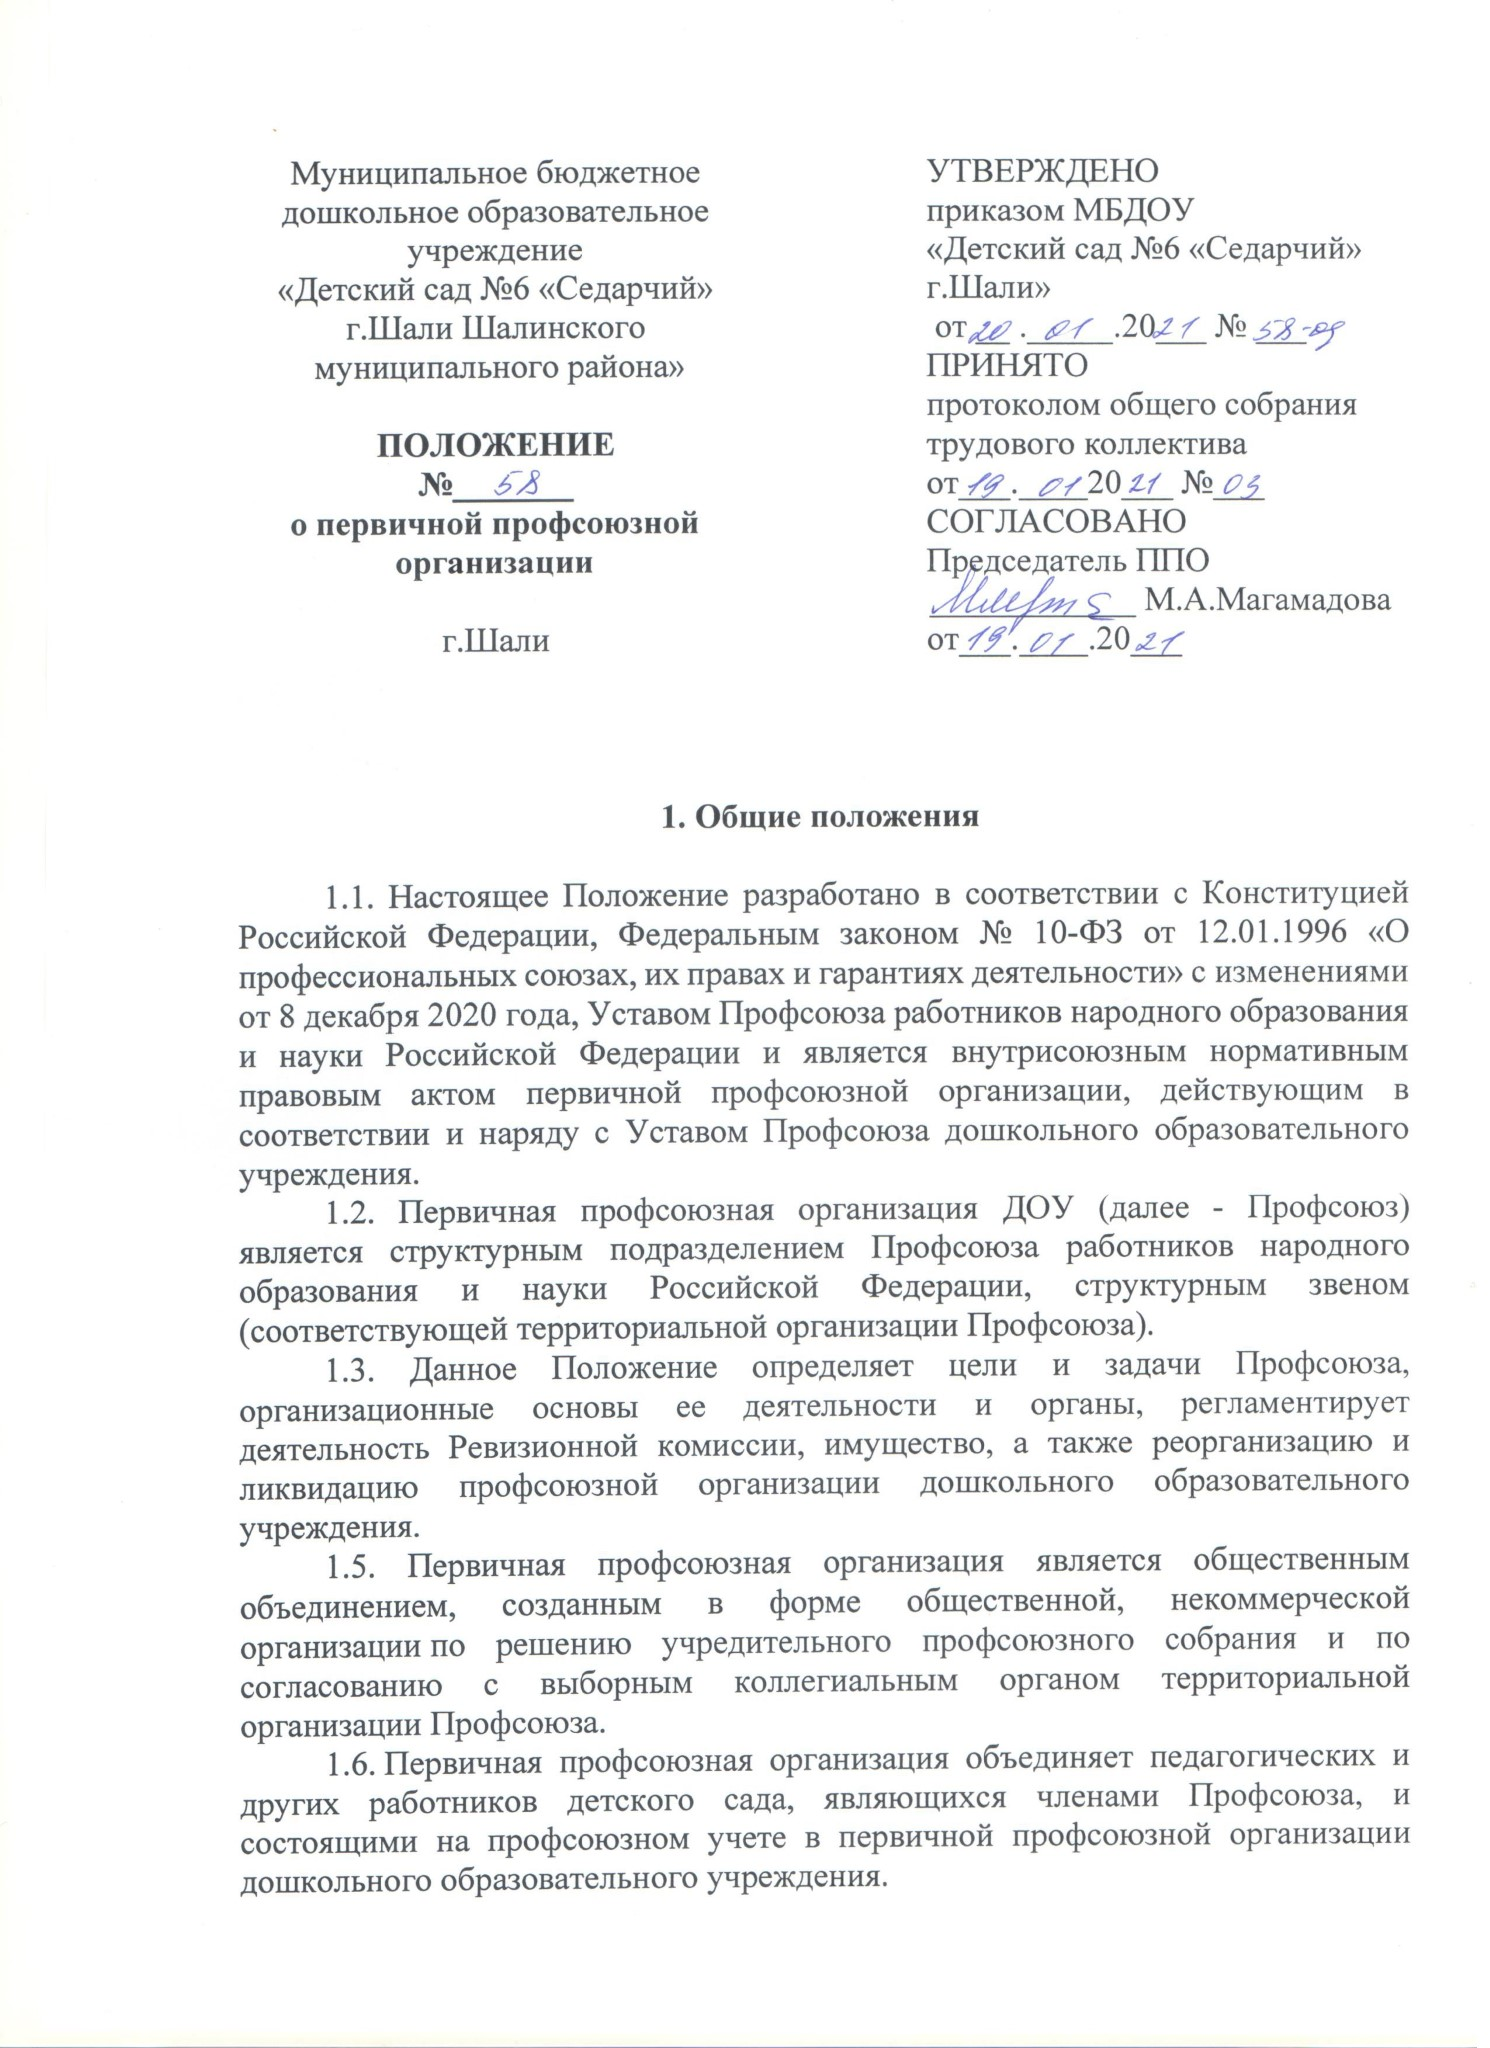 Муниципальное бюджетное
дошкольное образовательное
учреждение
«Детский сад №6 «Седарчий»
г.Шали Шалинского
муниципального района»
ПОЛОЖЕНИЕ
№ 58
о первичной профсоюзной
организации
г.Шали
УТВЕРЖДЕНО
приказом МБДОУ
«Детский сад №6 «Седарчий»
г.Шали»
от 20 . 01 .2021 № 58-од
ПРИНЯТО
протоколом общего собрания
трудового коллектива
от 19 . 01 2021 № 03
СОГЛАСОВАНО
Председатель ППО
М.А.Магамадова
от 19 . 01 .2021
1. Общие положения
1.1. Настоящее Положение разработано в соответствии с Конституцией
Российской Федерации, Федеральным законом № 10-ФЗ от 12.01.1996 «О
профессиональных союзах, их правах и гарантиях деятельности» с изменениями
от 8 декабря 2020 года, Уставом Профсоюза работников народного образования
и науки Российской Федерации и является внутрисоюзным нормативным
правовым актом первичной профсоюзной организации, действующим в
соответствии и наряду с Уставом Профсоюза дошкольного образовательного
учреждения.
1.2. Первичная профсоюзная организация ДОУ (далее - Профсоюз)
является структурным подразделением Профсоюза работников народного
образования и науки Российской Федерации, структурным звеном
(соответствующей территориальной организации Профсоюза).
1.3. Данное Положение определяет цели и задачи Профсоюза,
организационные основы ее деятельности и органы, регламентирует
деятельность Ревизионной комиссии, имущество, а также реорганизацию и
ликвидацию профсоюзной организации дошкольного образовательного
учреждения.
1.5. Первичная профсоюзная организация является общественным
объединением, созданным в форме общественной, некоммерческой
организации по решению учредительного профсоюзного собрания и по
согласованию с выборным коллегиальным органом территориальной
организации Профсоюза.
1.6. Первичная профсоюзная организация объединяет педагогических и
других работников детского сада, являющихся членами Профсоюза, и
состоящими на профсоюзном учете в первичной профсоюзной организации
дошкольного образовательного учреждения.